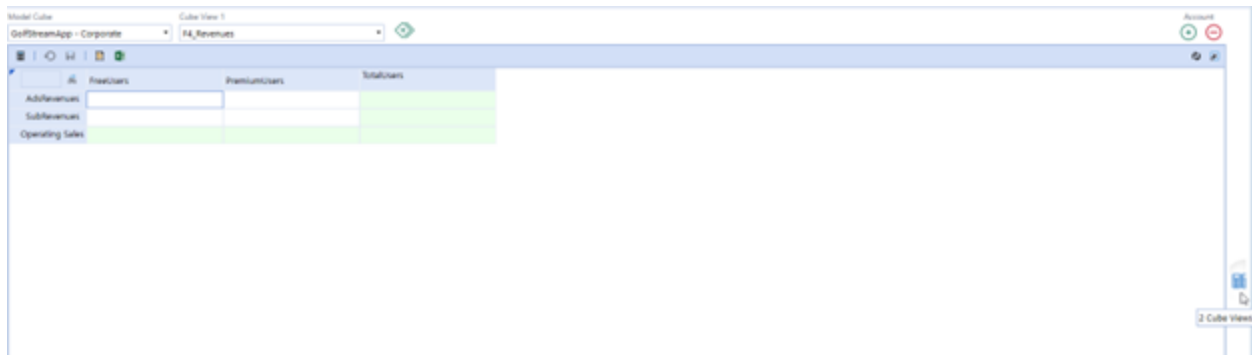 Model Cube Cube View 1 Account
GolfStreamApp - Corporate F4_Revenues
FreeUsers PremiumUsers TotalUsers
AdsRevenues
SubRevenues
Operating Sales
2 Cube Views